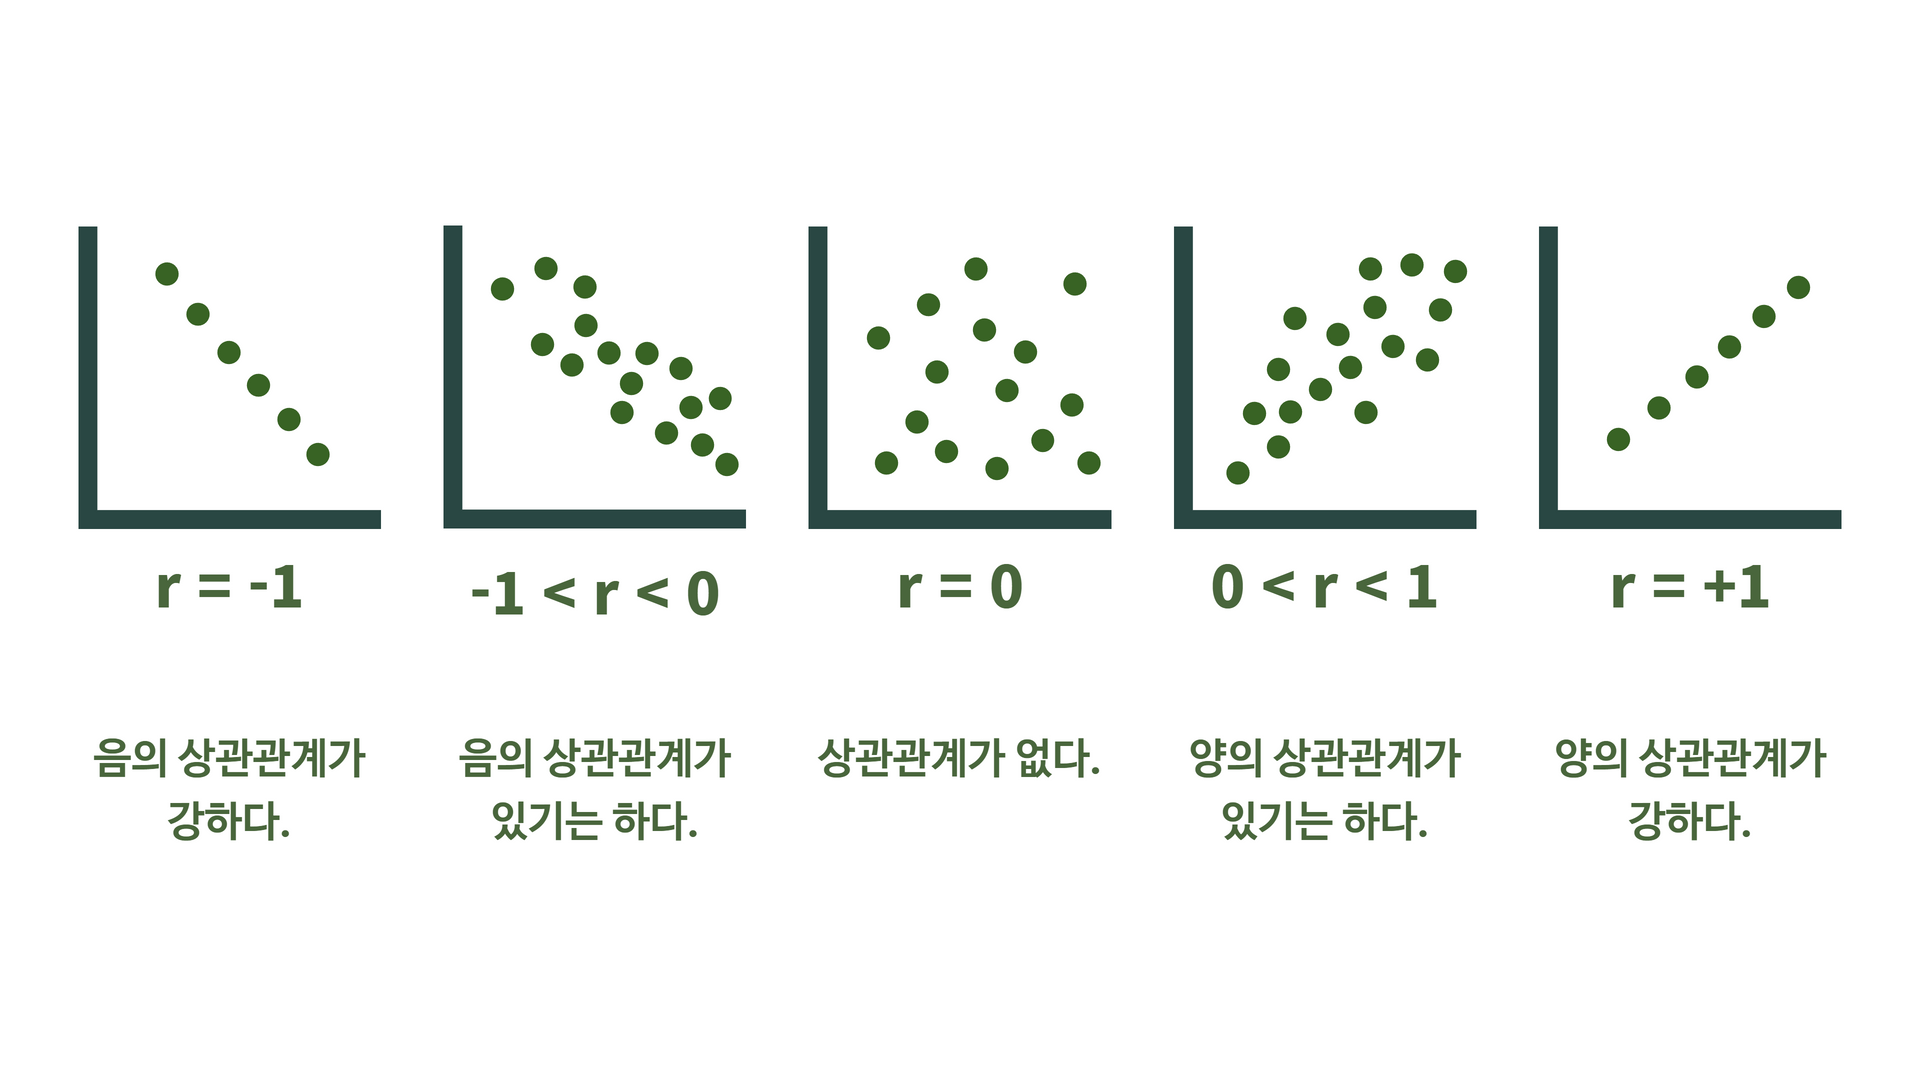 r = -1
-1 < r < 0
r = 0
0 < r < 1
r = +1
음의 상관관계가
강하다.
음의 상관관계가
있기는 하다.
상관관계가 없다.
양의 상관관계가
있기는 하다.
양의 상관관계가
강하다.